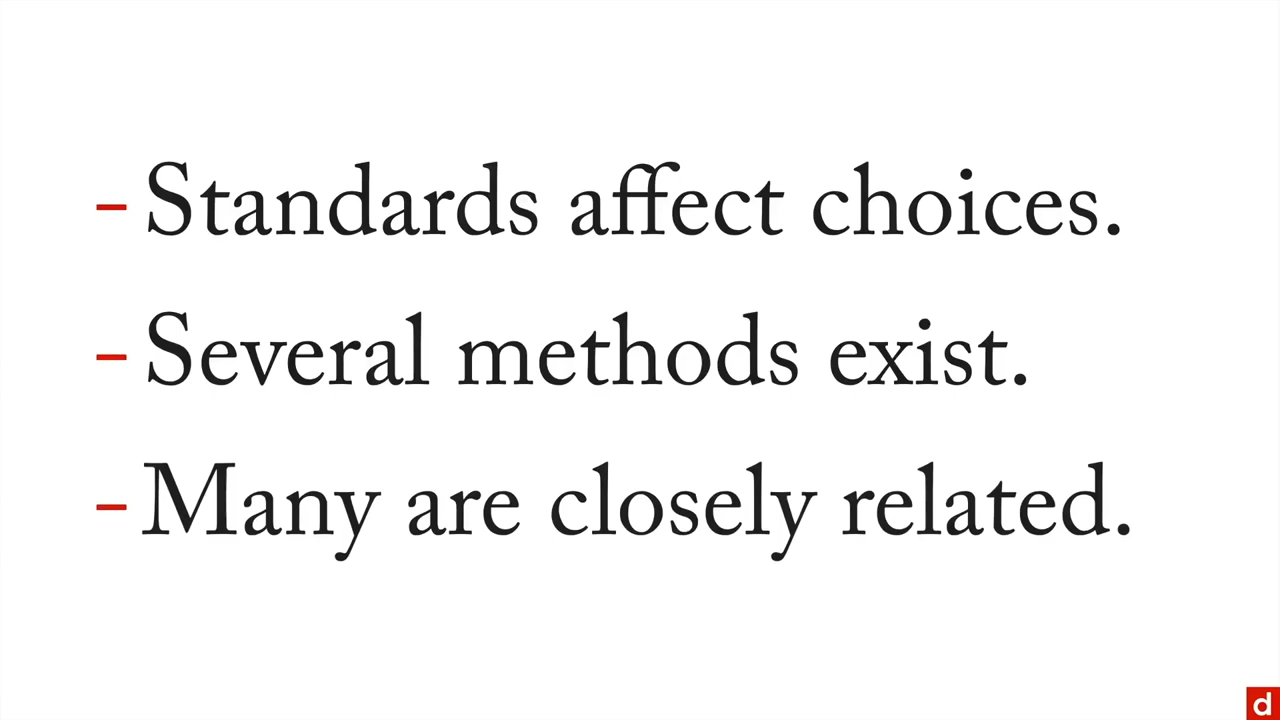 – Standards affect choices.
– Several methods exist.
– Many are closely related.
d